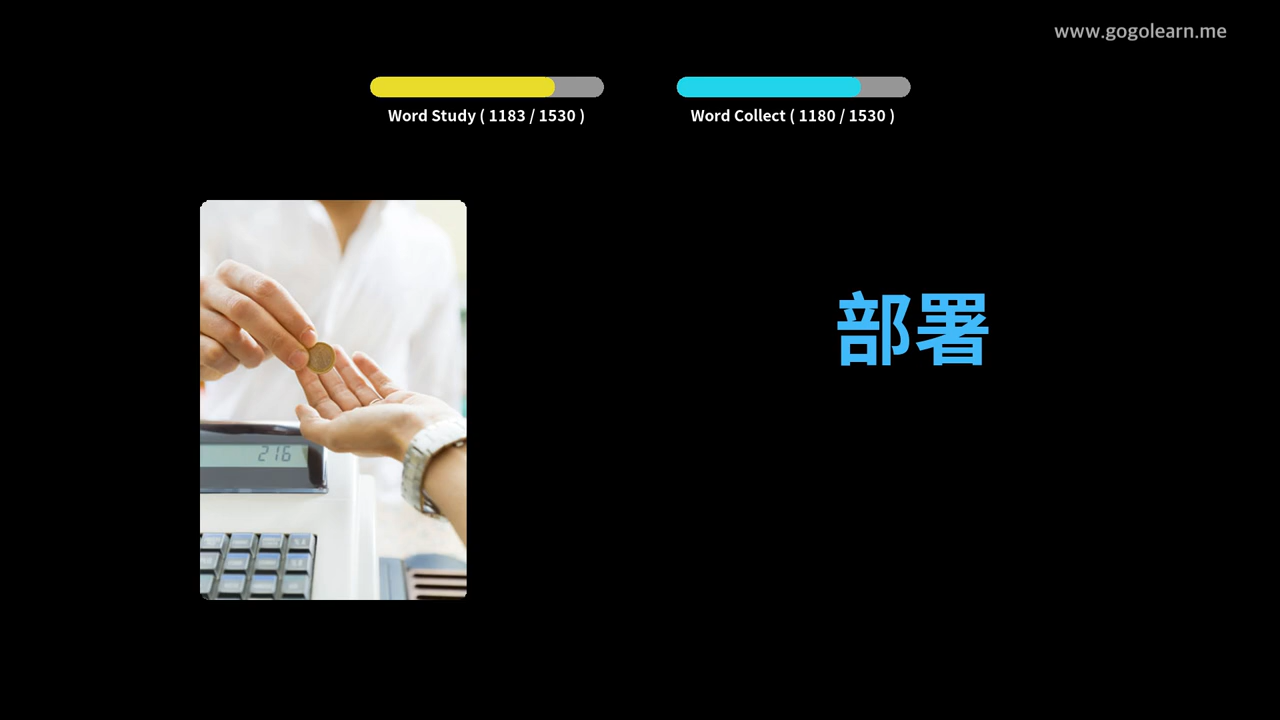 www.gogolearn.me
Word Study ( 1183 / 1530 )
Word Collect ( 1180 / 1530 )
部署
216